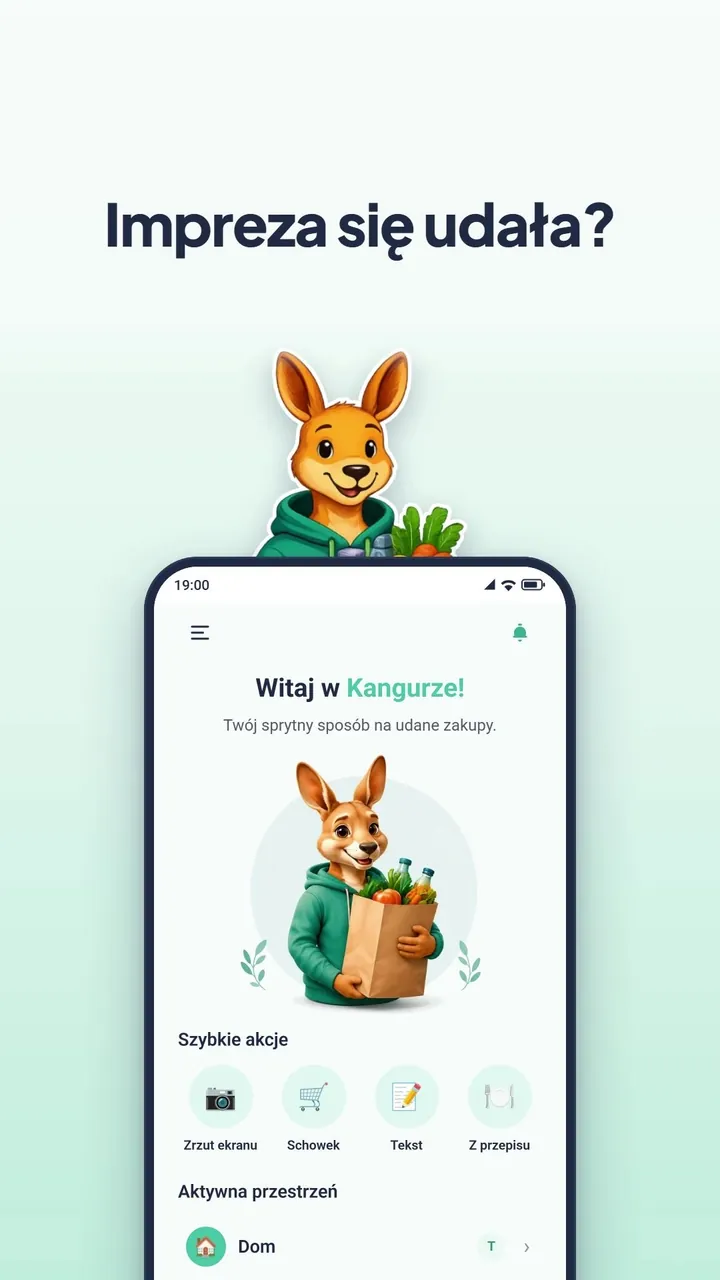 Impreza się udała?
19:00
Witaj w Kangurze!
Twój sprytny sposób na udane zakupy.
Szybkie akcje
Zrzut ekranu
Schowek
Tekst
Z przepisu
Aktywna przestrzeń
Dom
T